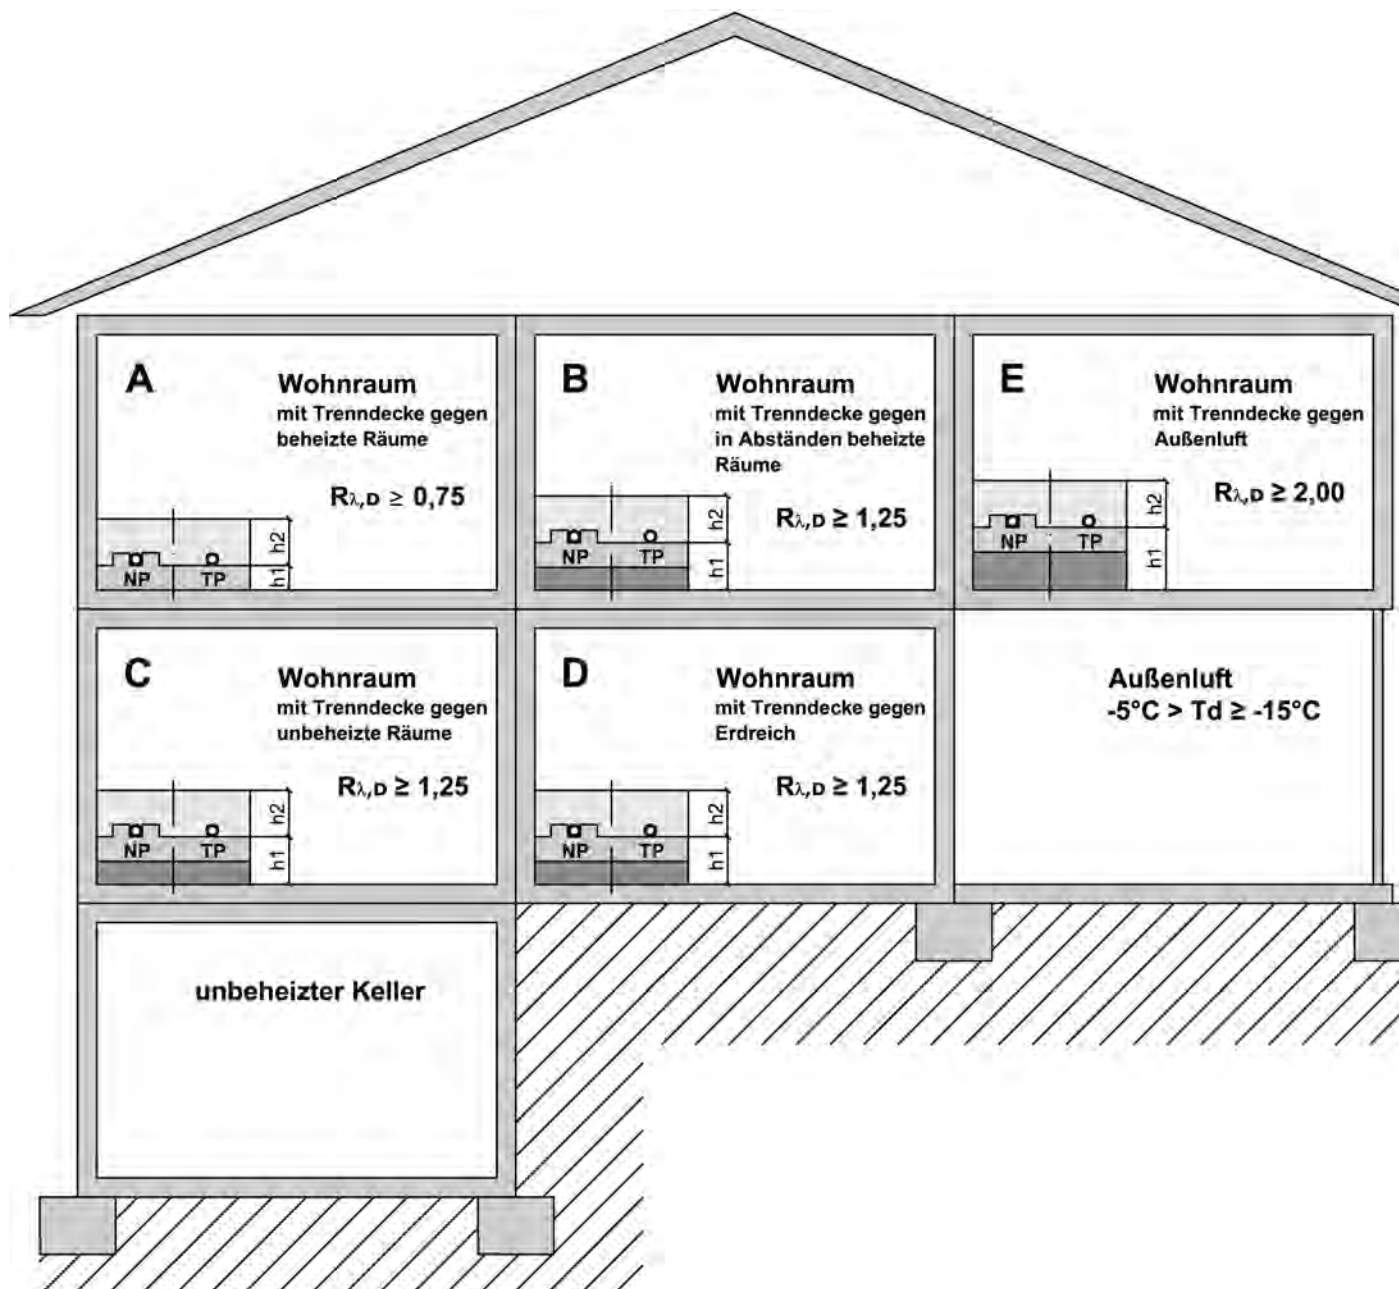 A
Wohnraum
mit Trenndecke gegen
beheizte Räume
Rλ,D ≥ 0,75
h2
h1
NP
TP
B
Wohnraum
mit Trenndecke gegen
in Abständen beheizte
Räume
Rλ,D ≥ 1,25
h2
h1
NP
TP
E
Wohnraum
mit Trenndecke gegen
Außenluft
Rλ,D ≥ 2,00
h2
h1
NP
TP
C
Wohnraum
mit Trenndecke gegen
unbeheizte Räume
Rλ,D ≥ 1,25
h2
h1
NP
TP
D
Wohnraum
mit Trenndecke gegen
Erdreich
Rλ,D ≥ 1,25
h2
h1
NP
TP
Außenluft
-5°C > Td ≥ -15°C
unbeheizter Keller